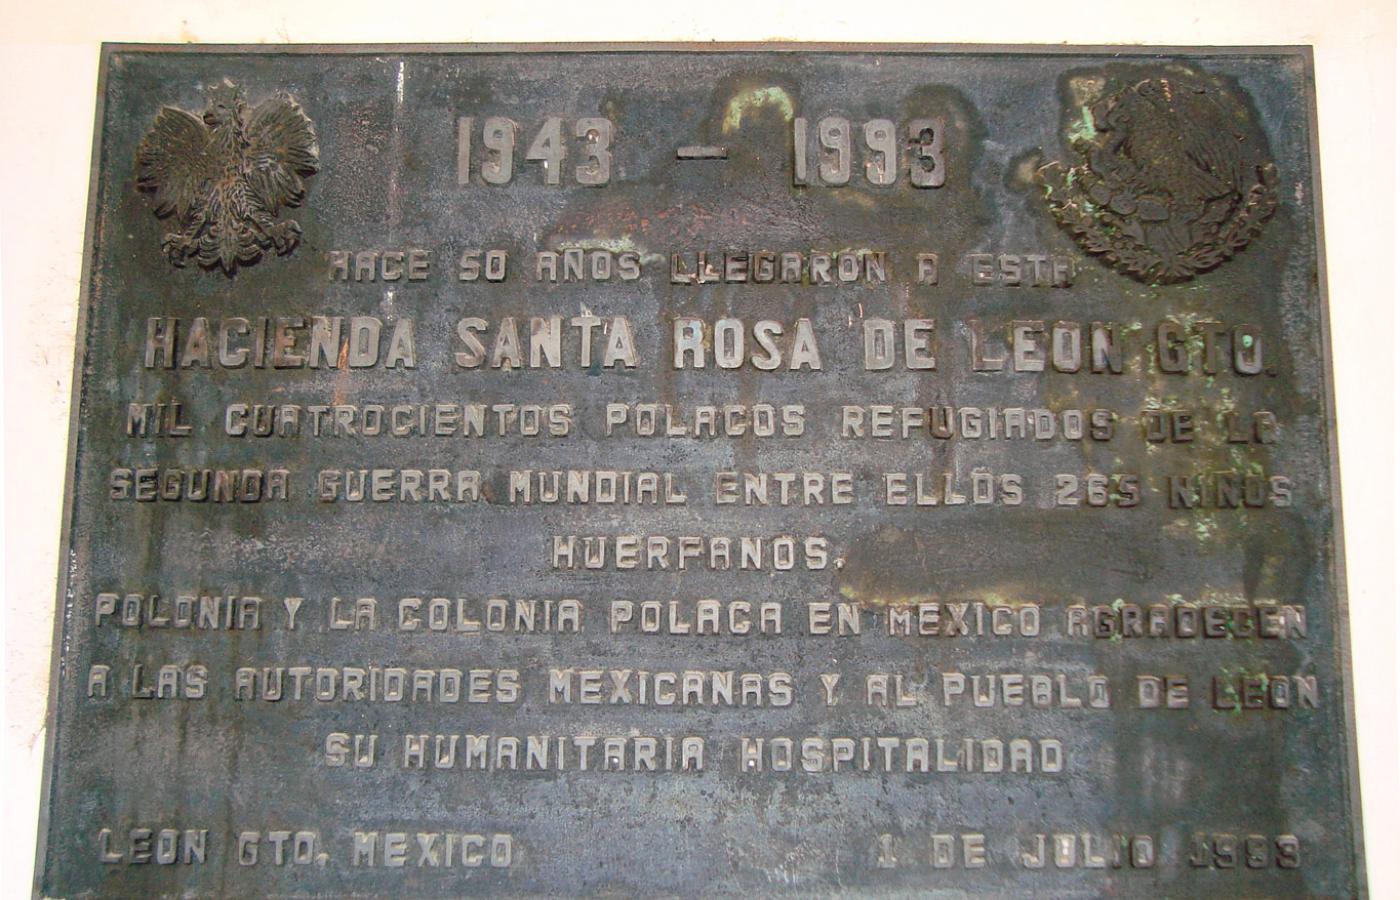 1943 - 1993
HACE 50 AÑOS LLEGARON A ESTA
HACIENDA SANTA ROSA DE LEON GTO.
MIL CUATROCIENTOS POLACOS REFUGIADOS DE LA
SEGUNDA GUERRA MUNDIAL ENTRE ELLOS 265 NIÑOS
HUERFANOS.
POLONIA Y LA COLONIA POLACA EN MEXICO AGRADECEN
A LAS AUTORIDADES MEXICANAS Y AL PUEBLO DE LEON
SU HUMANITARIA HOSPITALIDAD
LEON GTO. MEXICO 1 DE JULIO 1993